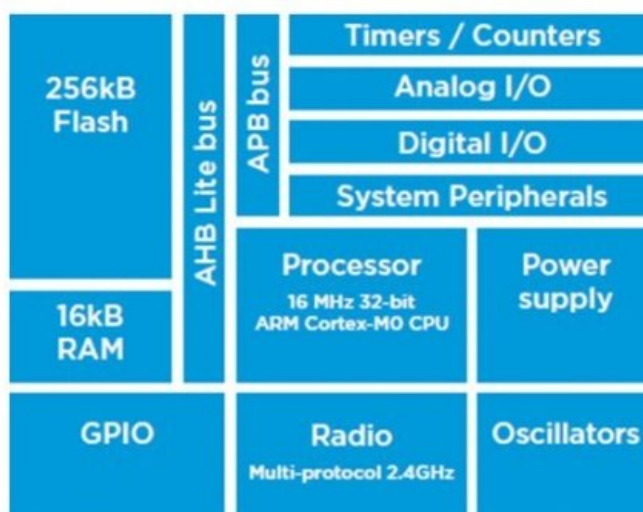 256kB
Flash
16kB
RAM
AHB Lite bus
APB bus
Timers / Counters
Analog I/O
Digital I/O
System Peripherals
Processor
16 MHz 32-bit
ARM Cortex-M0 CPU
Power
supply
GPIO
Radio
Multi-protocol 2.4GHz
Oscillators